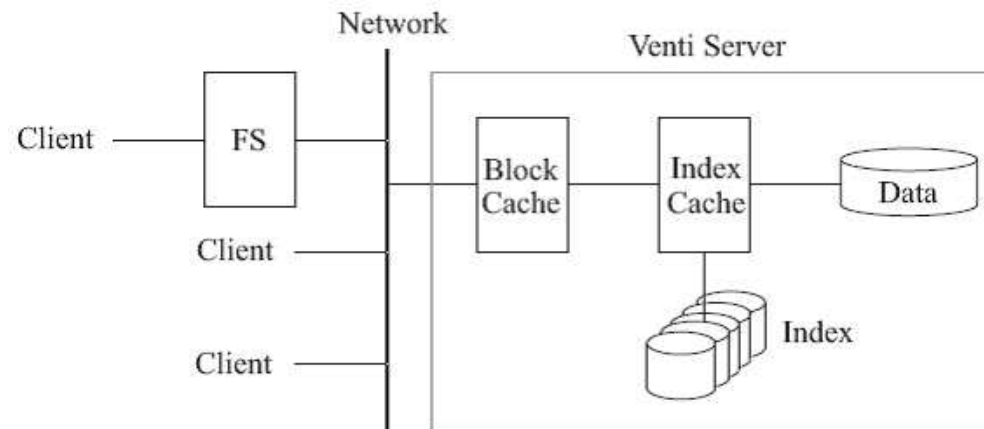 Network
Venti Server
Client
FS
Block
Cache
Index
Cache
Data
Client
Index
Client